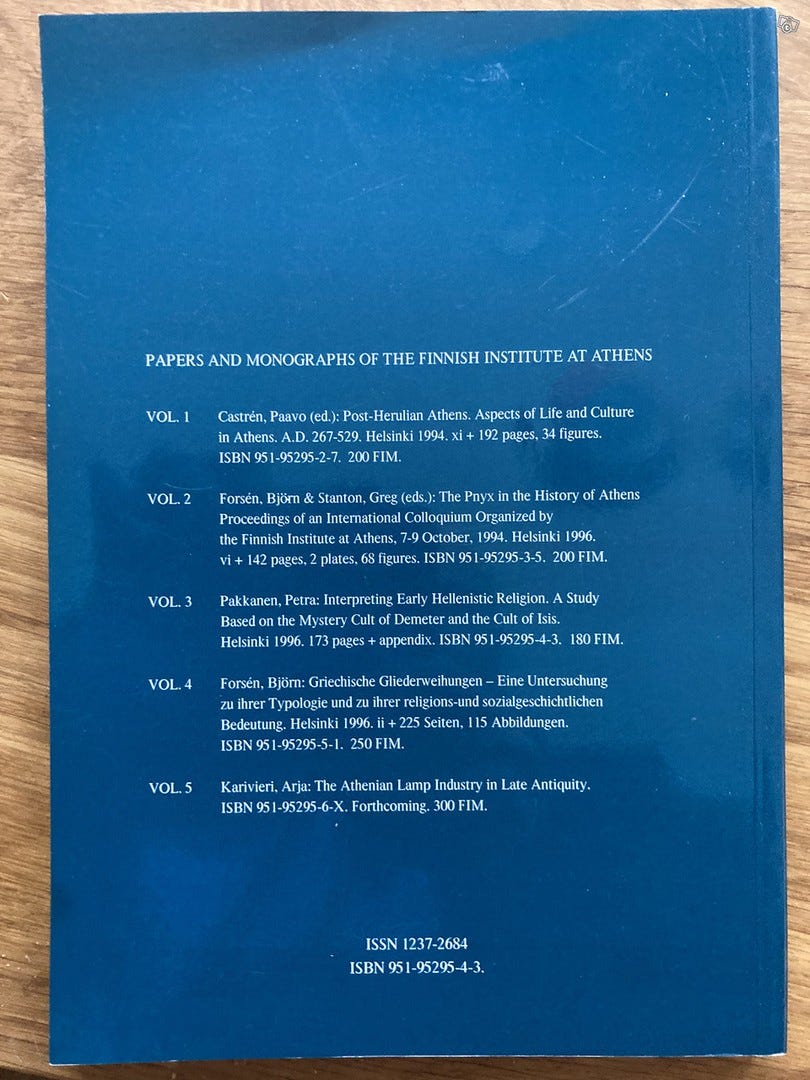 PAPERS AND MONOGRAPHS OF THE FINNISH INSTITUTE AT ATHENS
VOL. 1 Castrén, Paavo (ed.): Post-Herulian Athens. Aspects of Life and Culture
in Athens. A.D. 267-529. Helsinki 1994. xi + 192 pages, 34 figures.
ISBN 951-95295-2-7. 200 FIM.
VOL. 2 Forsén, Björn & Stanton, Greg (eds.): The Pnyx in the History of Athens
Proceedings of an International Colloquium Organized by
the Finnish Institute at Athens, 7-9 October, 1994. Helsinki 1996.
vi + 142 pages, 2 plates, 68 figures. ISBN 951-95295-3-5. 200 FIM.
VOL. 3 Pakkanen, Petra: Interpreting Early Hellenistic Religion. A Study
Based on the Mystery Cult of Demeter and the Cult of Isis.
Helsinki 1996. 173 pages + appendix. ISBN 951-95295-4-3. 180 FIM.
VOL. 4 Forsén, Björn: Griechische Gliederweihungen – Eine Untersuchung
zu ihrer Typologie und zu ihrer religions-und sozialgeschichtlichen
Bedeutung. Helsinki 1996. ii + 225 Seiten, 115 Abbildungen.
ISBN 951-95295-5-1. 250 FIM.
VOL. 5 Karivieri, Arja: The Athenian Lamp Industry in Late Antiquity.
ISBN 951-95295-6-X. Forthcoming. 300 FIM.
ISSN 1237-2684
ISBN 951-95295-4-3.